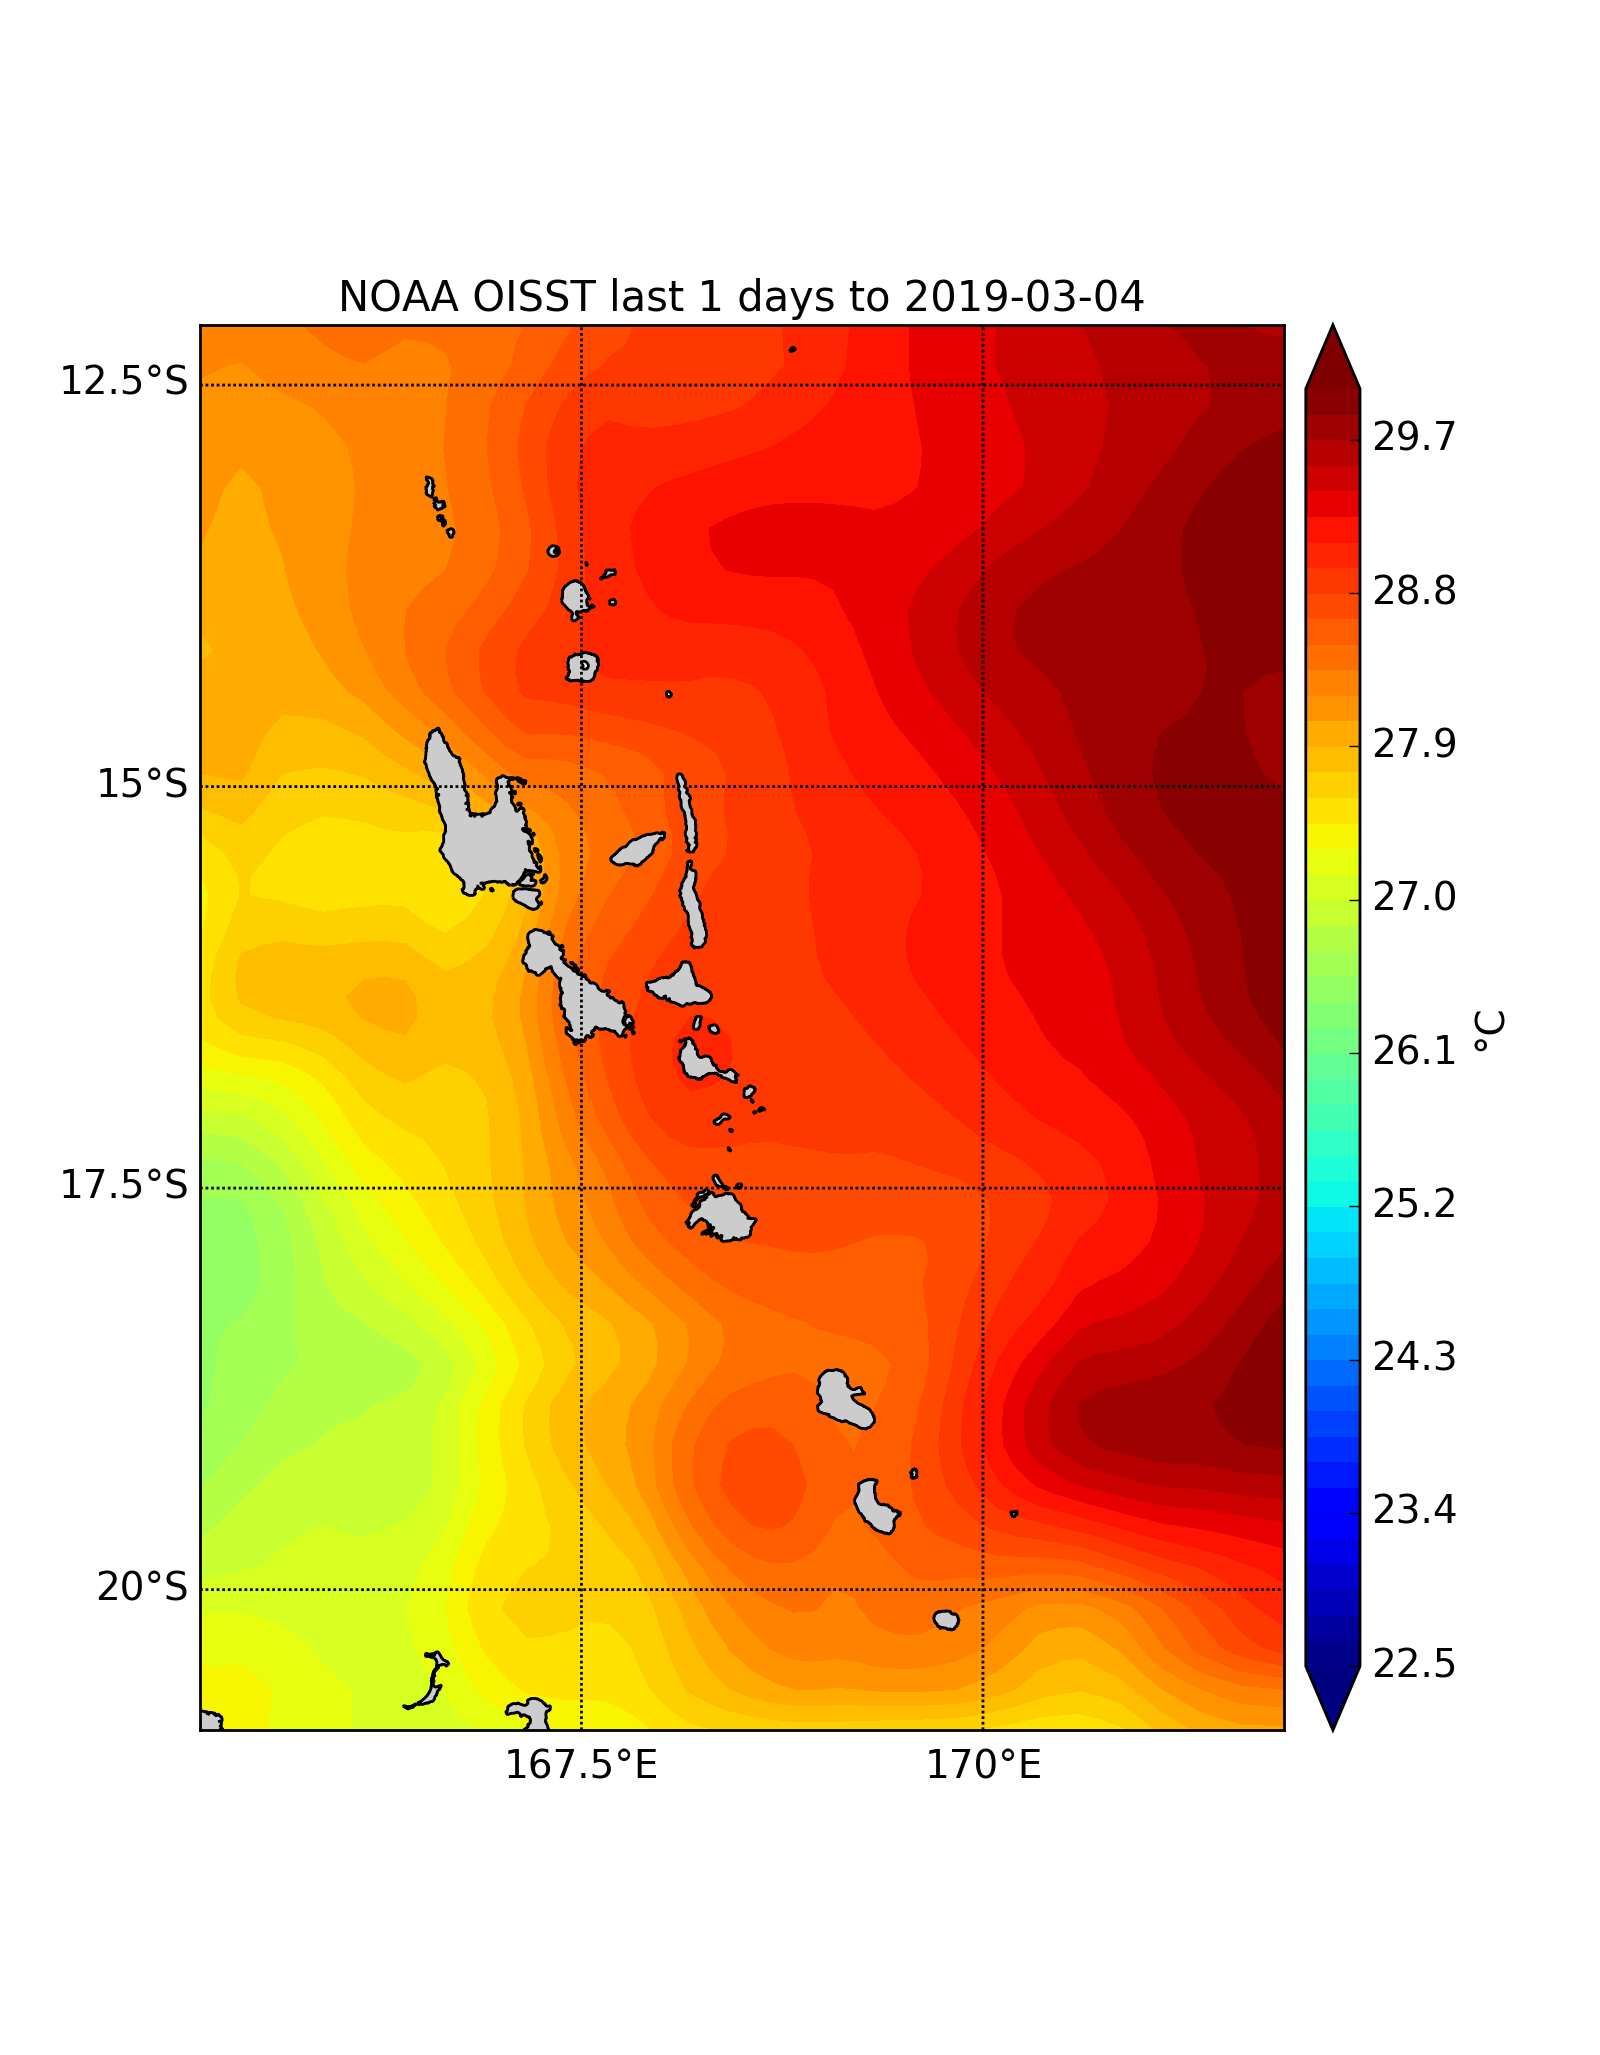 NOAA OISST last 1 days to 2019-03-04
12.5°S
15°S
17.5°S
20°S
167.5°E
170°E
29.7
28.8
27.9
27.0
26.1
25.2
24.3
23.4
22.5
°C